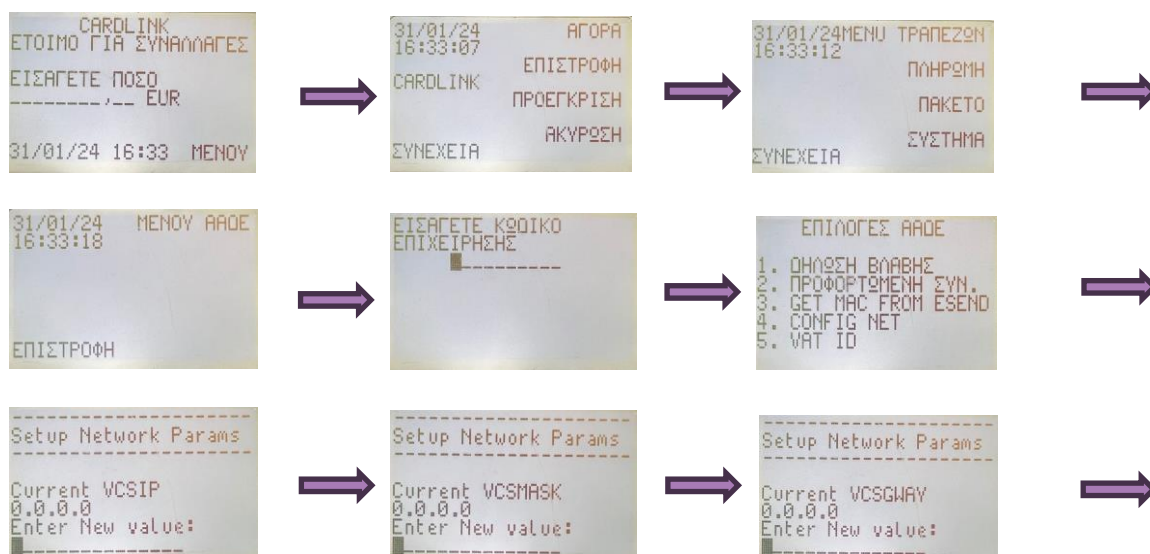 CARDLINK
ΕΤΟΙΜΟ ΓΙΑ ΣΥΝΑΛΛΑΓΕΣ
ΕΙΣΑΓΕΤΕ ΠΟΣΟ
________,__ EUR
31/01/24 16:33 ΜΕΝΟΥ
31/01/24 ΑΓΟΡΑ
16:33:07
ΕΠΙΣΤΡΟΦΗ
CARDLINK
ΠΡΟΕΓΚΡΙΣΗ
ΑΚΥΡΩΣΗ
ΣΥΝΕΧΕΙΑ
31/01/24MENU ΤΡΑΠΕΖΩΝ
16:33:12
ΠΛΗΡΩΜΗ
ΠΑΚΕΤΟ
ΣΥΣΤΗΜΑ
ΣΥΝΕΧΕΙΑ
31/01/24 ΜΕΝΟΥ ΑΑΔΕ
16:33:18
ΕΠΙΣΤΡΟΦΗ
ΕΙΣΑΓΕΤΕ ΚΩΔΙΚΟ
ΕΠΙΧΕΙΡΗΣΗΣ
ΕΠΙΛΟΓΕΣ ΑΑΔΕ
1. ΔΗΛΩΣΗ ΒΛΑΒΗΣ
2. ΠΡΟΦΟΡΤΩΜΕΝΗ ΣΥΝ.
3. GET MAC FROM ESEND
4. CONFIG NET
5. VAT ID
Setup Network Params
Current VCSIP
0.0.0.0
Enter New value:
Setup Network Params
Current VCSMASK
0.0.0.0
Enter New value:
Setup Network Params
Current VCSGWAY
0.0.0.0
Enter New value: